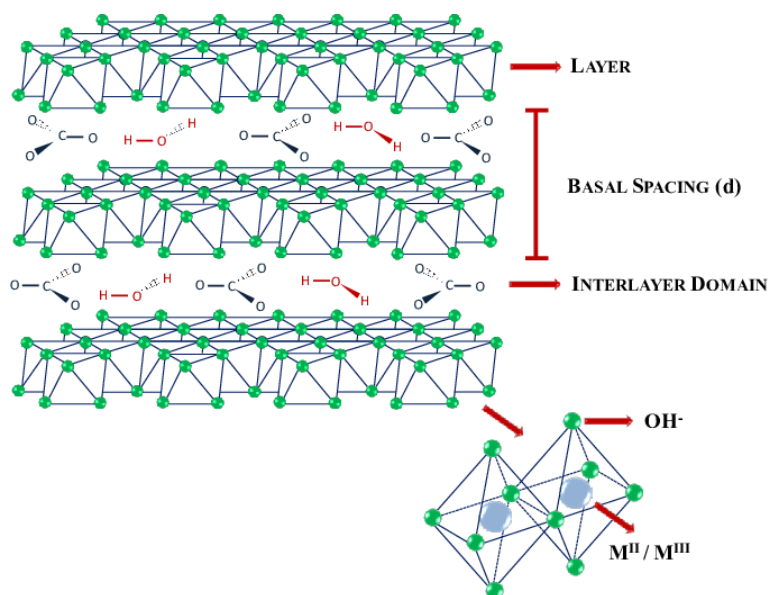 LAYER
O C O O
H O H
O C O O
H O H
O C O O
BASAL SPACING (d)
O C O O
H O H
O C O O
H O H
O C O O
INTERLAYER DOMAIN
OH-
MII / MIII